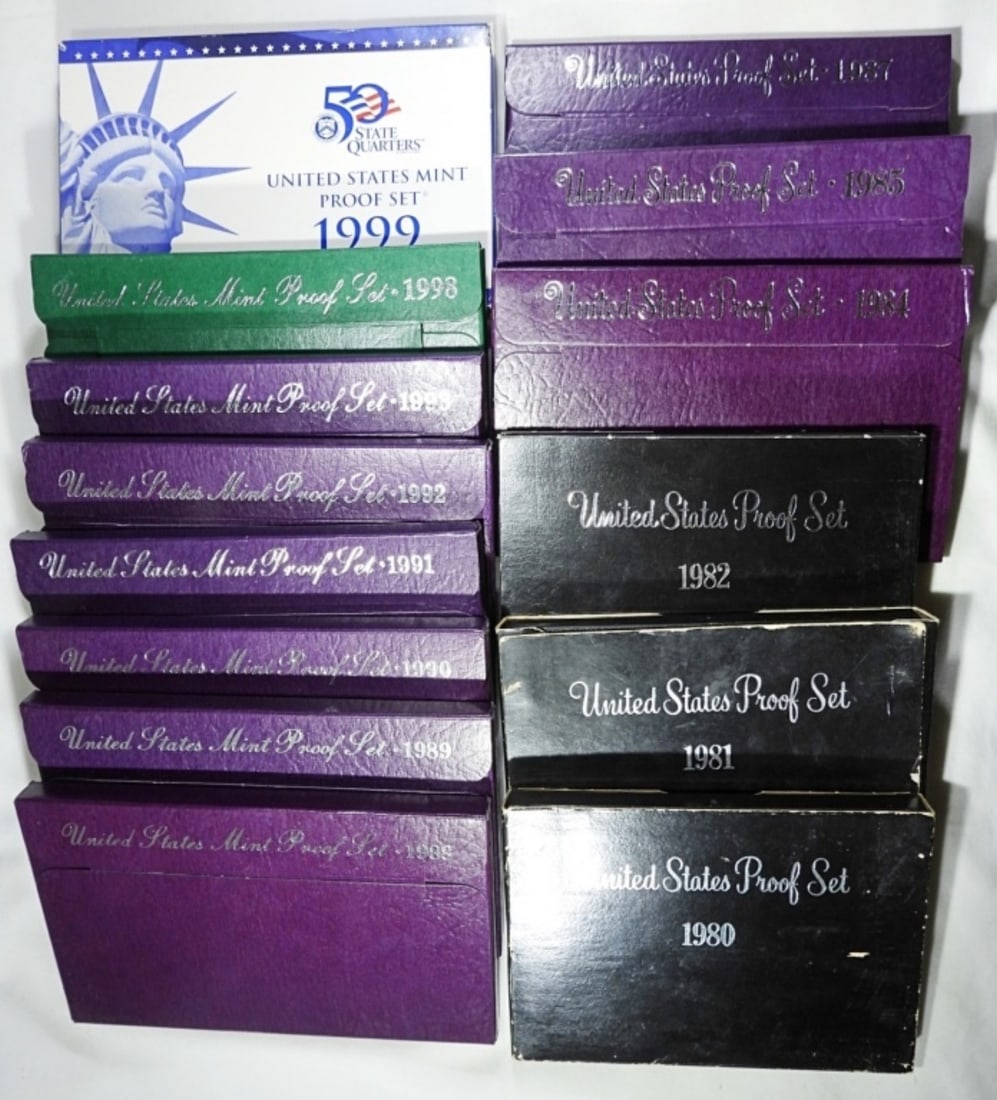 50
STATE
QUARTERS
UNITED STATES MINT
PROOF SET
1999
United States Mint Proof Set · 1998
United States Mint Proof Set · 1993
United States Mint Proof Set · 1992
United States Mint Proof Set · 1991
United States Mint Proof Set · 1990
United States Mint Proof Set · 1989
United States Mint Proof Set · 1988
United States Proof Set · 1987
United States Proof Set · 1985
United States Proof Set · 1984
United States Proof Set
1982
United States Proof Set
1981
United States Proof Set
1980